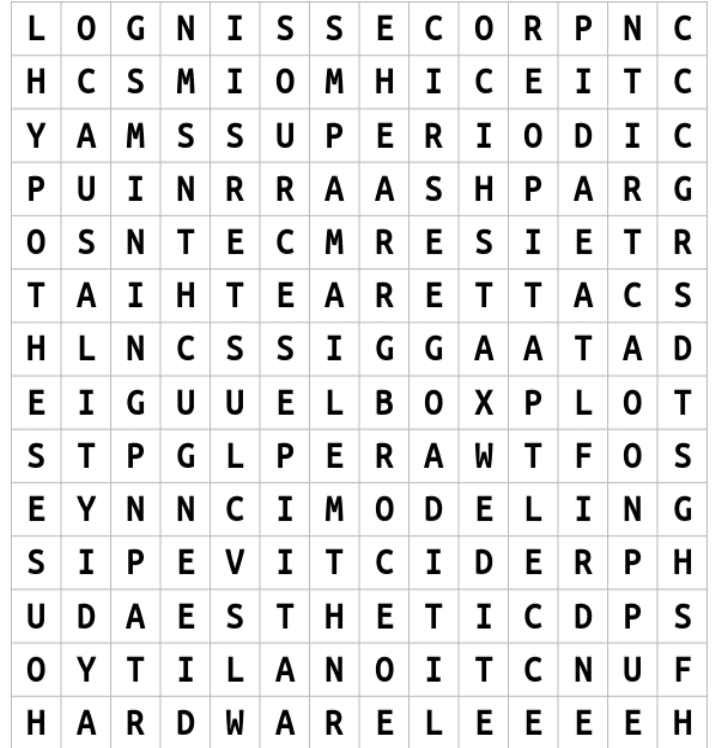 L O G N I S S E C O R P N C
H C S M I O M H I C E I T C
Y A M S S U P E R I O D I C
P U I N R R A A S H P A R G
O S N T E C M R E S I E T R
T A I H T E A R E T T A C S
H L N C S S I G G A A T A D
E I G U U E L B O X P L O T
S T P G L P E R A W T F O S
E Y N N C I M O D E L I N G
S I P E V I T C I D E R P H
U D A E S T H E T I C D P S
O Y T I L A N O I T C N U F
H A R D W A R E L E E E E H